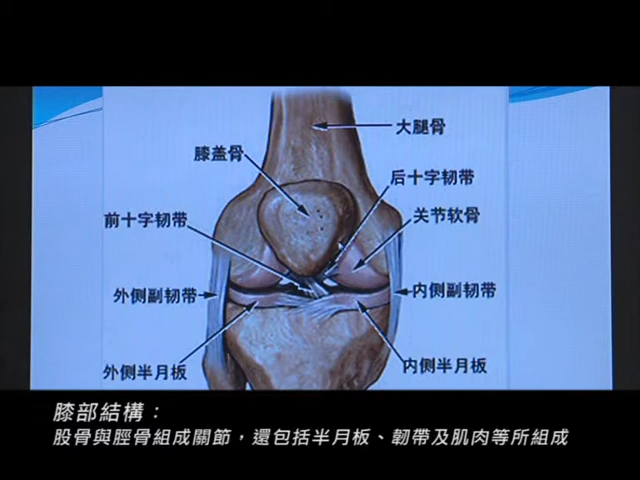 大腿骨
膝盖骨
后十字韧带
前十字韧带
关节软骨
外侧副韧带
内侧副韧带
外侧半月板
内侧半月板
膝部結構：
股骨與脛骨組成關節，還包括半月板、韌帶及肌肉等所組成